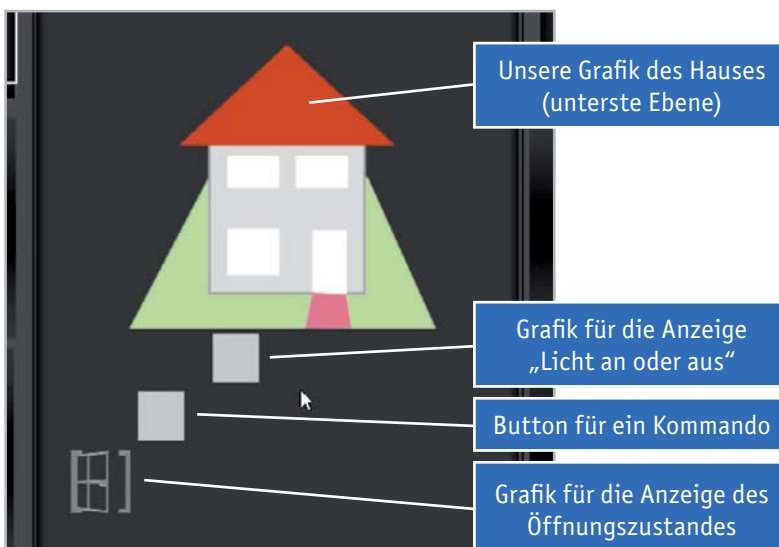 Unsere Grafik des Hauses
(unterste Ebene)
Grafik für die Anzeige
„Licht an oder aus“
Button für ein Kommando
Grafik für die Anzeige des
Öffnungszustandes